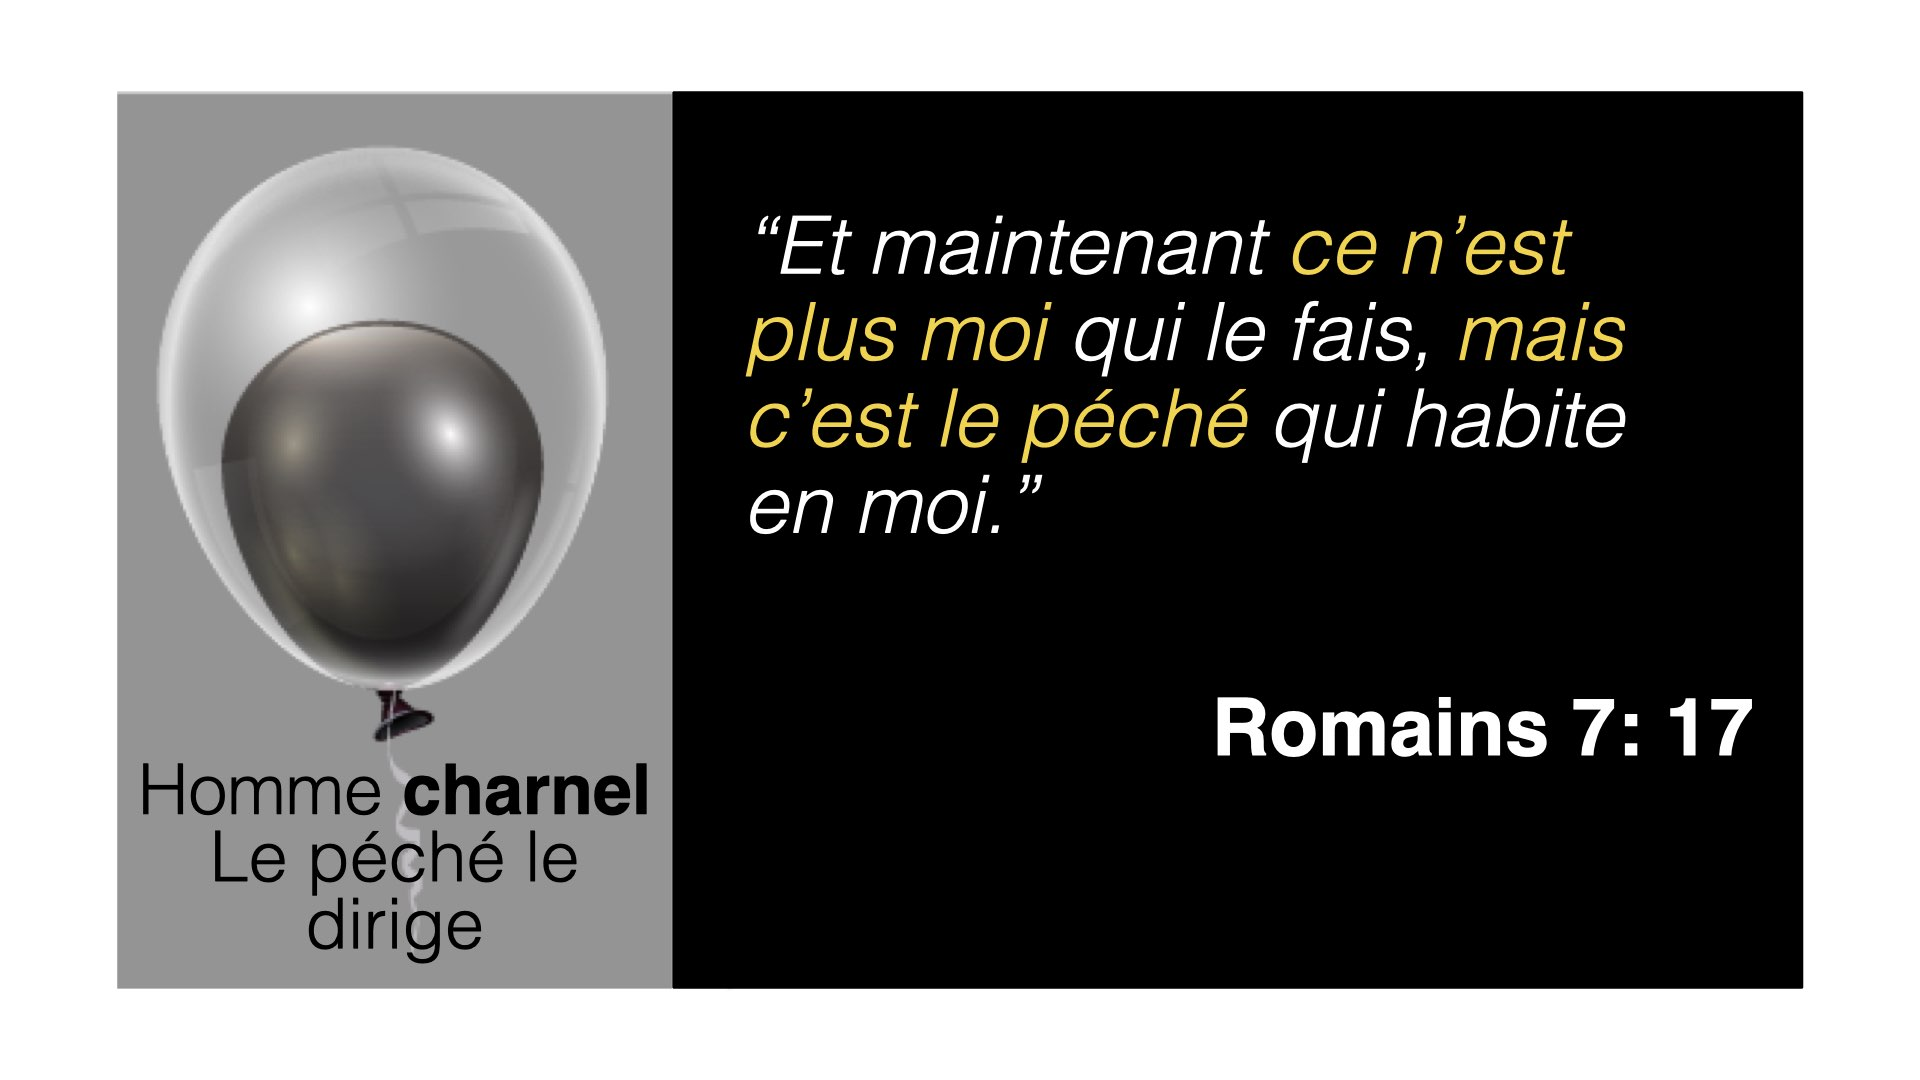 Homme charnel
Le péché le
dirige
“Et maintenant ce n’est
plus moi qui le fais, mais
c’est le péché qui habite
en moi.”
Romains 7: 17